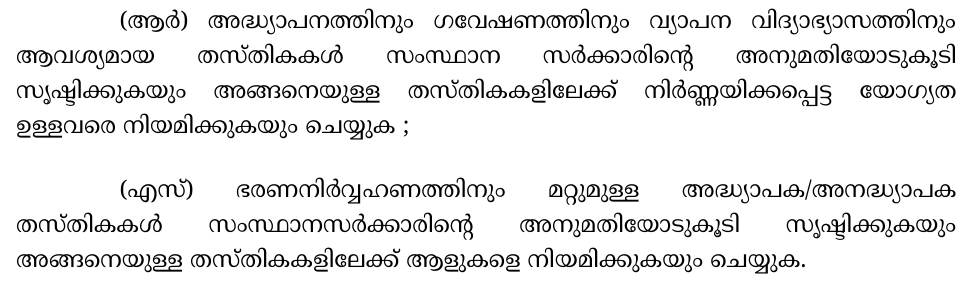 (ആർ) അദ്ധ്യാപനത്തിനും ഗവേഷണത്തിനും വ്യാപന വിദ്യാഭ്യാസത്തിനും
ആവശ്യമായ തസ്തികകൾ സംസ്ഥാന സർക്കാരിന്റെ അനുമതിയോടുകൂടി
സൃഷ്ടിക്കുകയും അങ്ങനെയുള്ള തസ്തികകളിലേക്ക് നിർണ്ണയിക്കപ്പെട്ട യോഗ്യത
ഉള്ളവരെ നിയമിക്കുകയും ചെയ്യുക ;
(എസ്) ഭരണനിർവ്വഹണത്തിനും മറ്റുമുള്ള അദ്ധ്യാപക/അനദ്ധ്യാപക
തസ്തികകൾ സംസ്ഥാനസർക്കാരിന്റെ അനുമതിയോടുകൂടി സൃഷ്ടിക്കുകയും
അങ്ങനെയുള്ള തസ്തികകളിലേക്ക് ആളുകളെ നിയമിക്കുകയും ചെയ്യുക.